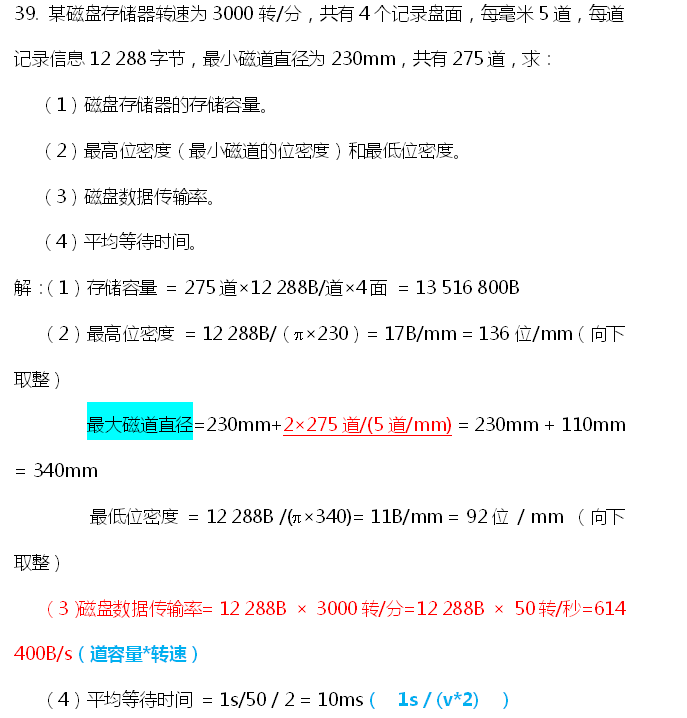 39. 某磁盘存储器转速为 3000 转/分，共有 4 个记录盘面，每毫米 5 道，每道
记录信息 12 288 字节，最小磁道直径为 230mm，共有 275 道，求：
（1）磁盘存储器的存储容量。
（2）最高位密度（最小磁道的位密度）和最低位密度。
（3）磁盘数据传输率。
（4）平均等待时间。
解：（1）存储容量 = 275 道×12 288B/道×4 面 = 13 516 800B
（2）最高位密度 = 12 288B/（π×230）= 17B/mm = 136 位/mm（向下
取整）
最大磁道直径=230mm+2×275 道/(5 道/mm) = 230mm + 110mm
= 340mm
最低位密度 = 12 288B /(π×340)= 11B/mm = 92 位 / mm （向下
取整）
（3）磁盘数据传输率= 12 288B × 3000 转/分=12 288B × 50 转/秒=614
400B/s（道容量*转速）
（4）平均等待时间 = 1s/50 / 2 = 10ms（ 1s / (v*2) ）